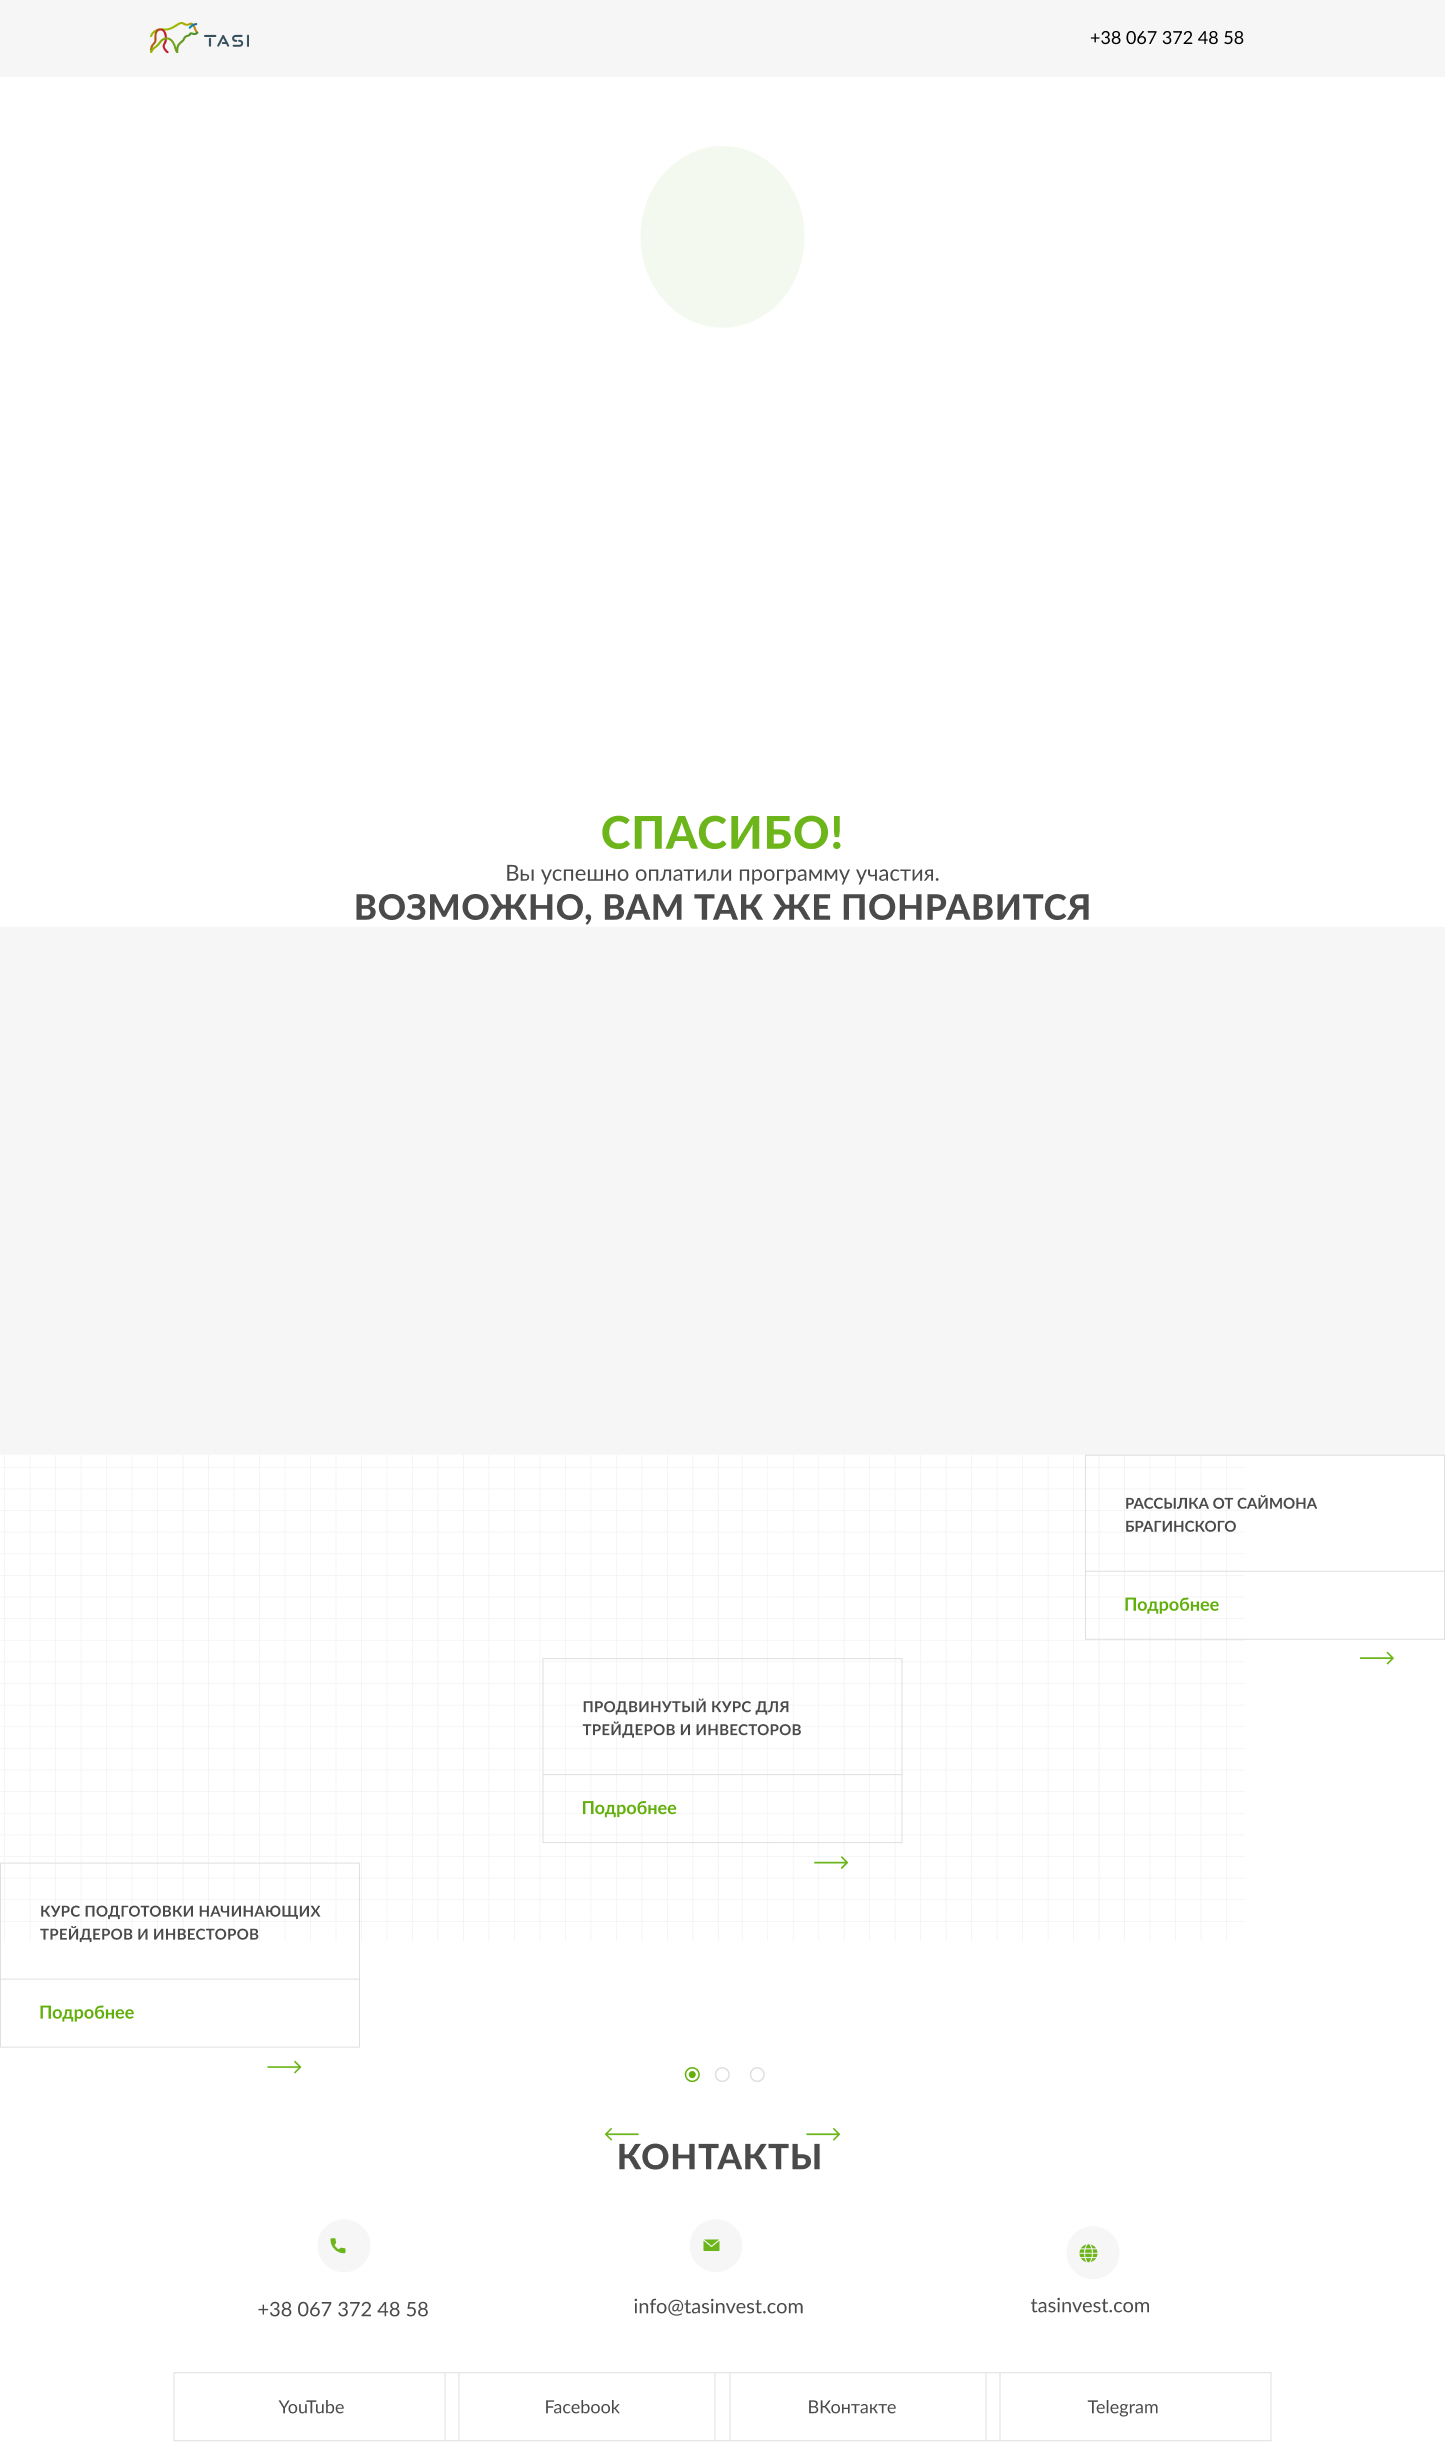 TASI
+38 067 372 48 58
СПАСИБО!
Вы успешно оплатили программу участия.
ВОЗМОЖНО, ВАМ ТАК ЖЕ ПОНРАВИТСЯ
РАССЫЛКА ОТ САЙМОНА
БРАГИНСКОГО
Подробнее
ПРОДВИНУТЫЙ КУРС ДЛЯ
ТРЕЙДЕРОВ И ИНВЕСТОРОВ
Подробнее
КУРС ПОДГОТОВКИ НАЧИНАЮЩИХ
ТРЕЙДЕРОВ И ИНВЕСТОРОВ
Подробнее
КОНТАКТЫ
+38 067 372 48 58
info@tasinvest.com
tasinvest.com
YouTube
Facebook
ВКонтакте
Telegram